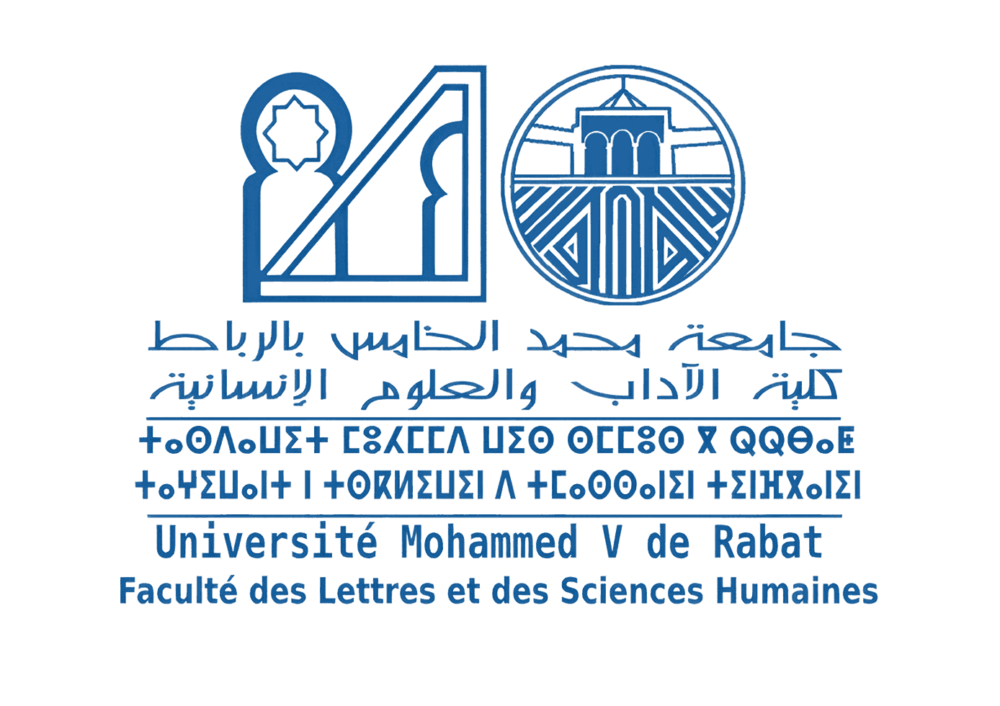 جامعة محمد الخامس بالرباط
كلية الآداب والعلوم الإنسانية
ⵜⴰⵙⴷⴰⵡⵉⵜ ⵎⵓⵃⵎⵎⴷ ⵡⵉⵙ ⵙⵎⵎⵓⵙ ⴳ ⵕⵕⴱⴰⵟ
ⵜⴰⵖⵉⵡⴰⵏⵜ ⵏ ⵜⵙⴽⵍⵉⵡⵉⵏ ⴷ ⵜⵎⴰⵙⵙⴰⵏⵉⵏ ⵜⵉⵏⴼⴳⴰⵏⵉⵏ
Université Mohammed V de Rabat
Faculté des Lettres et des Sciences Humaines